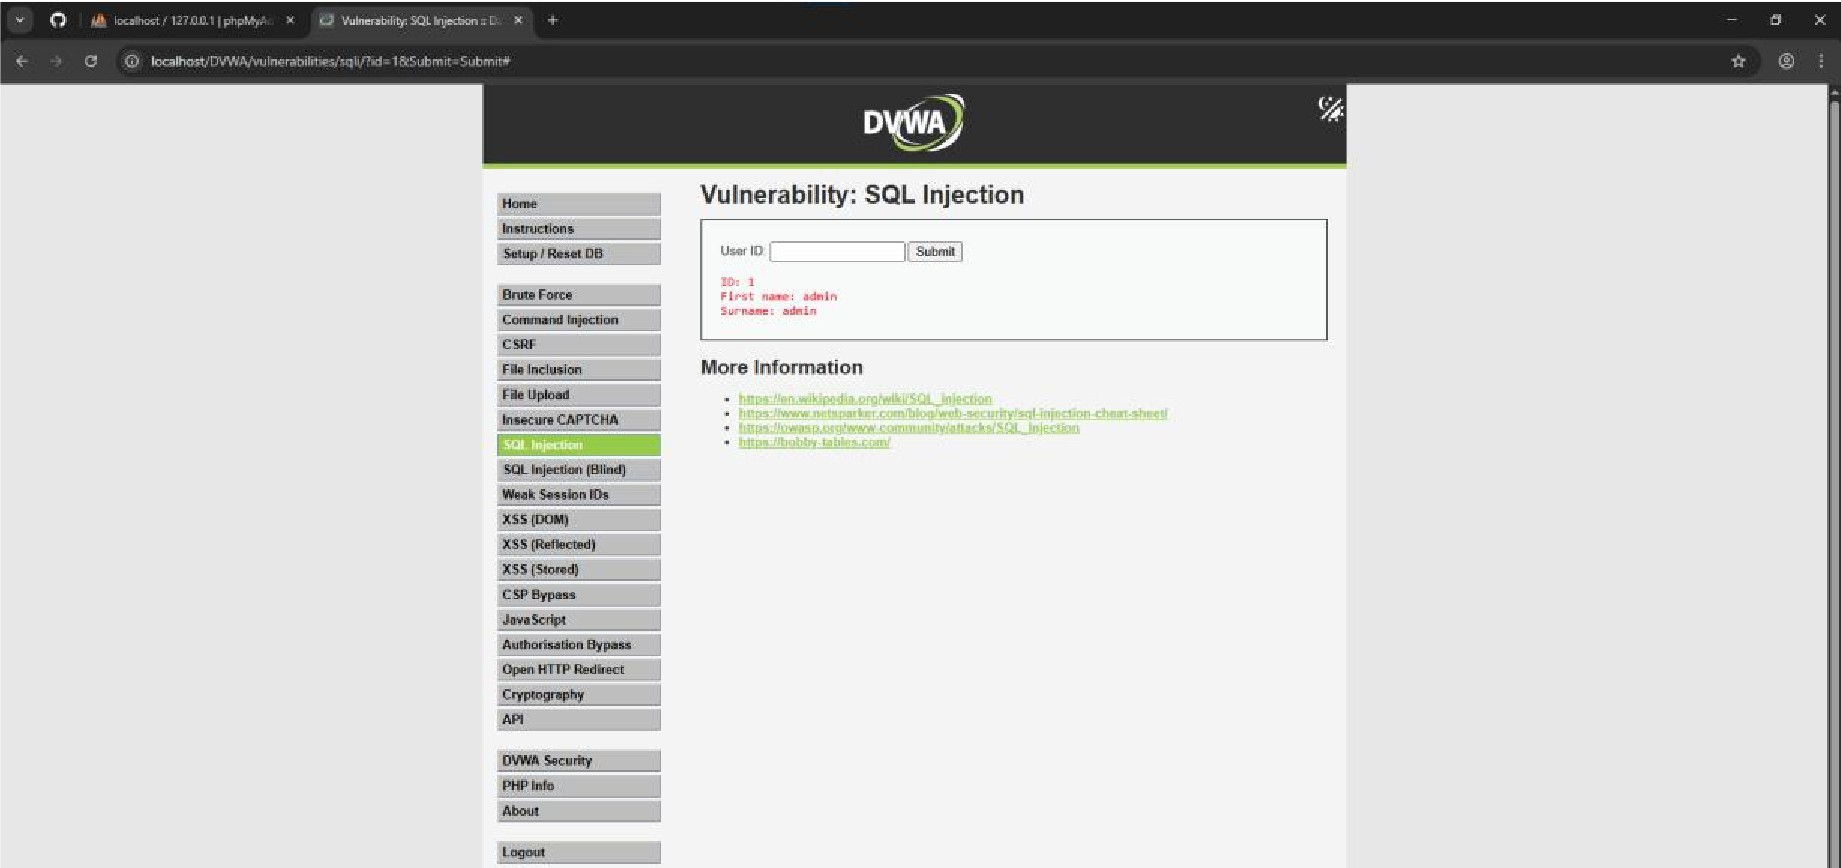 localhost / 127.0.0.1 | phpMyA
Vulnerability: SQL Injection :: D
localhost/DVWA/vulnerabilities/sqli/?id=1&Submit=Submit#
DVWA
Home
Instructions
Setup / Reset DB
Brute Force
Command Injection
CSRF
File Inclusion
File Upload
Insecure CAPTCHA
SQL Injection
SQL Injection (Blind)
Weak Session IDs
XSS (DOM)
XSS (Reflected)
XSS (Stored)
CSP Bypass
JavaScript
Authorisation Bypass
Open HTTP Redirect
Cryptography
API
DVWA Security
PHP Info
About
Logout
Vulnerability: SQL Injection
User ID: Submit
ID: 1
First name: admin
Surname: admin
More Information
https://en.wikipedia.org/wiki/SQL_injection
https://www.netsparker.com/blog/web-security/sql-injection-cheat-sheet/
https://owasp.org/www-community/attacks/SQL_Injection
https://bobby-tables.com/